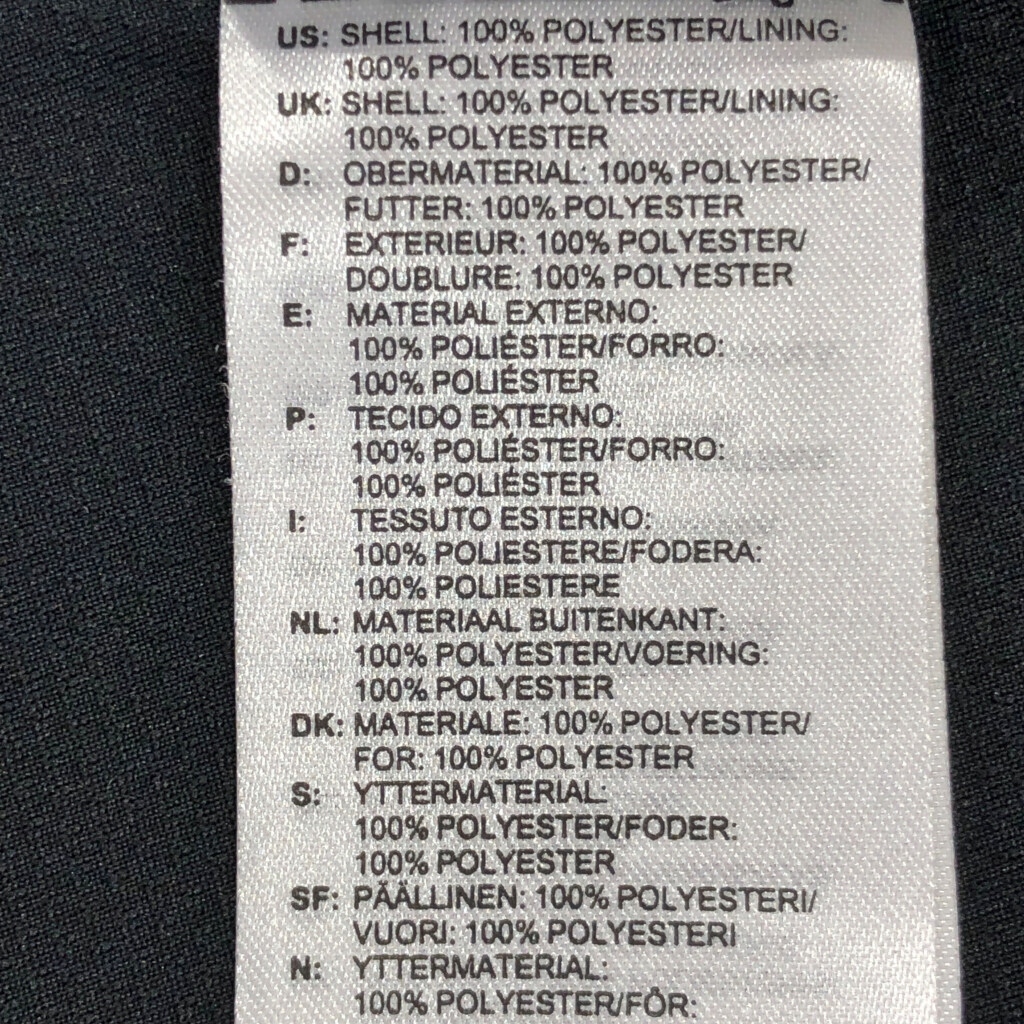 US: SHELL: 100% POLYESTER/LINING:
100% POLYESTER
UK: SHELL: 100% POLYESTER/LINING:
100% POLYESTER
D: OBERMATERIAL: 100% POLYESTER/
FUTTER: 100% POLYESTER
F: EXTERIEUR: 100% POLYESTER/
DOUBLURE: 100% POLYESTER
E: MATERIAL EXTERNO:
100% POLIÉSTER/FORRO:
100% POLIÉSTER
P: TECIDO EXTERNO:
100% POLIÉSTER/FORRO:
100% POLIÉSTER
I: TESSUTO ESTERNO:
100% POLIESTERE/FODERA:
100% POLIESTERE
NL: MATERIAAL BUITENKANT:
100% POLYESTER/VOERING:
100% POLYESTER
DK: MATERIALE: 100% POLYESTER/
FOR: 100% POLYESTER
S: YTTERMATERIAL:
100% POLYESTER/FODER:
100% POLYESTER
SF: PÄÄLLINEN: 100% POLYESTERI/
VUORI: 100% POLYESTERI
N: YTTERMATERIAL:
100% POLYESTER/FÔR: